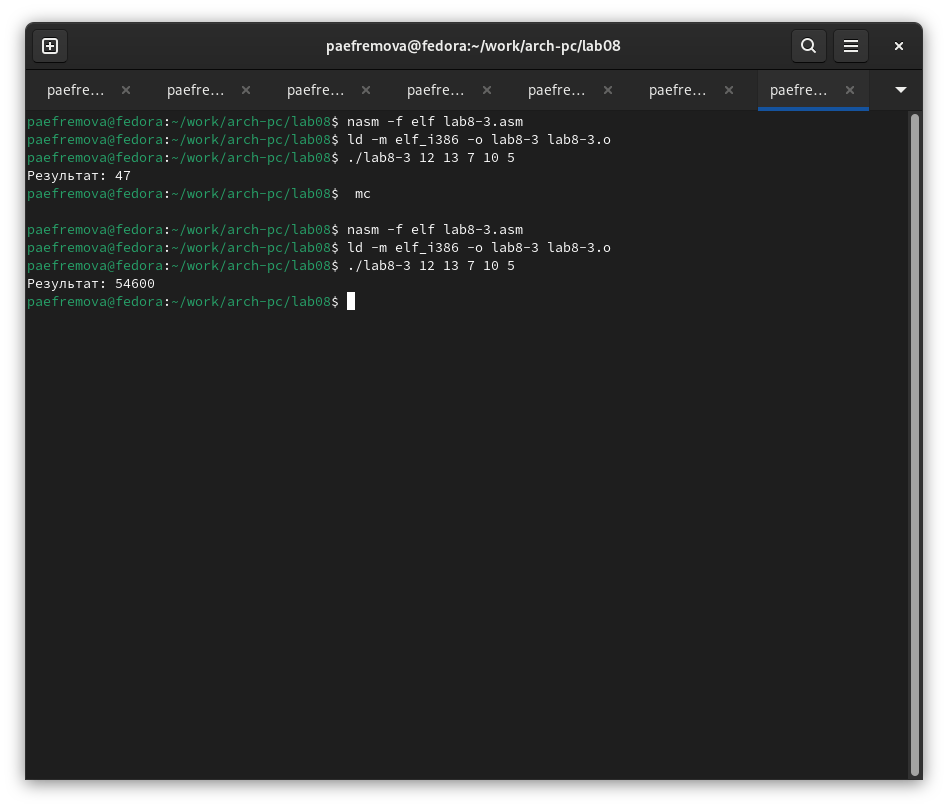 paefremova@fedora:~/work/arch-pc/lab08
paefre... paefre... paefre... paefre... paefre... paefre... paefre...
paefremova@fedora:~/work/arch-pc/lab08$ nasm -f elf lab8-3.asm
paefremova@fedora:~/work/arch-pc/lab08$ ld -m elf_i386 -o lab8-3 lab8-3.o
paefremova@fedora:~/work/arch-pc/lab08$ ./lab8-3 12 13 7 10 5
Результат: 47
paefremova@fedora:~/work/arch-pc/lab08$  mc
paefremova@fedora:~/work/arch-pc/lab08$ nasm -f elf lab8-3.asm
paefremova@fedora:~/work/arch-pc/lab08$ ld -m elf_i386 -o lab8-3 lab8-3.o
paefremova@fedora:~/work/arch-pc/lab08$ ./lab8-3 12 13 7 10 5
Результат: 54600
paefremova@fedora:~/work/arch-pc/lab08$